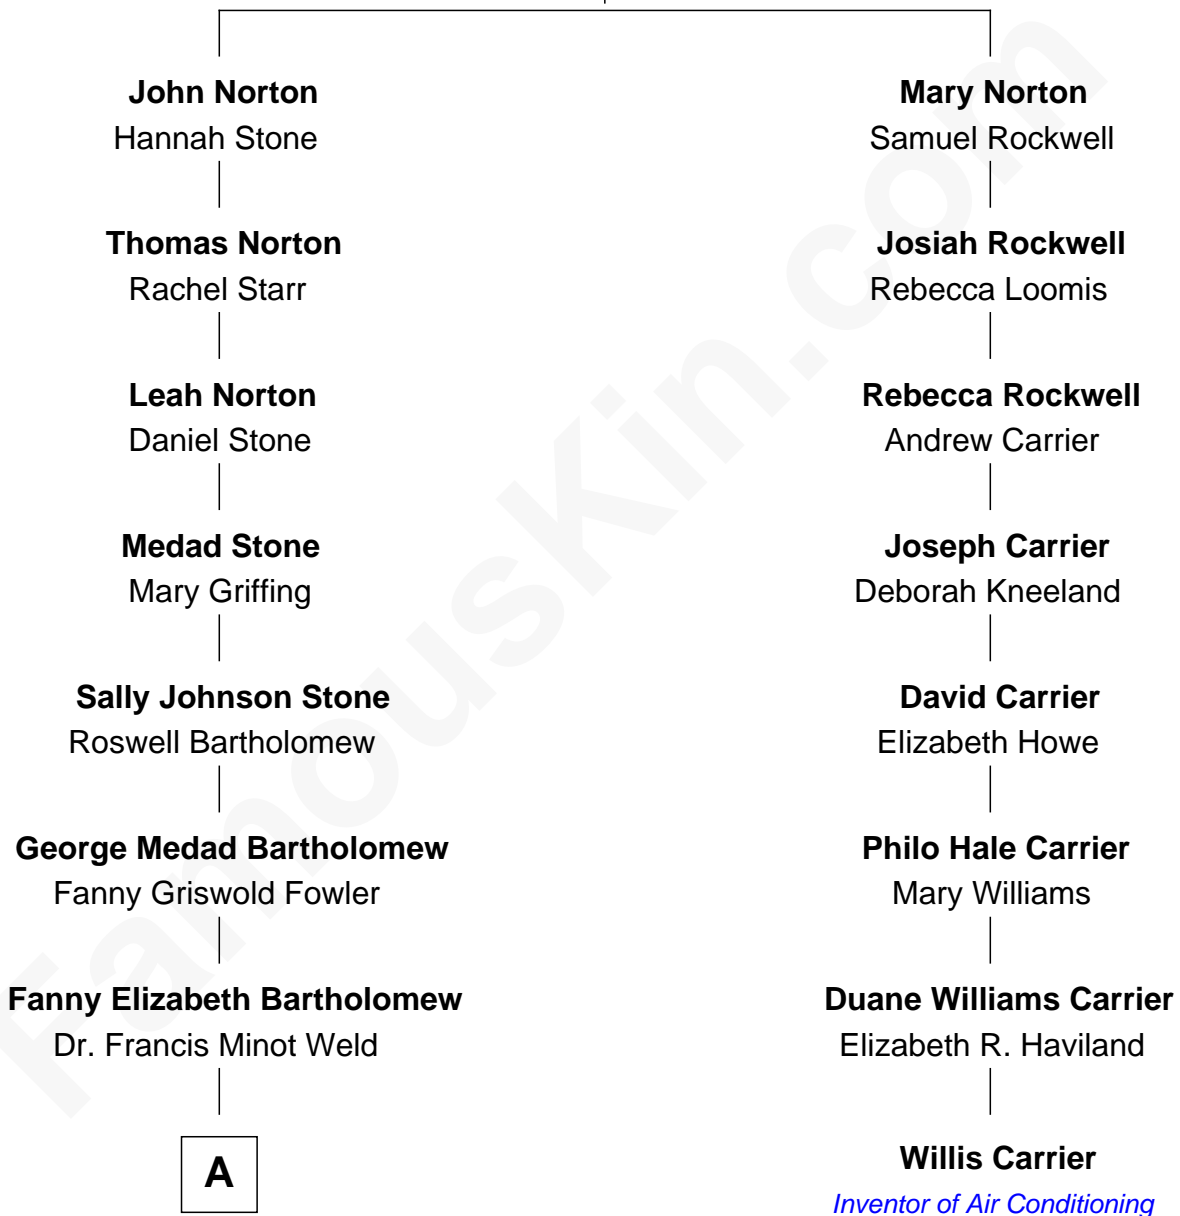 John Norton
Hannah Stone
Thomas Norton
Rachel Starr
Leah Norton
Daniel Stone
Medad Stone
Mary Griffing
Sally Johnson Stone
Roswell Bartholomew
George Medad Bartholomew
Fanny Griswold Fowler
Fanny Elizabeth Bartholomew
Dr. Francis Minot Weld
A
Mary Norton
Samuel Rockwell
Josiah Rockwell
Rebecca Loomis
Rebecca Rockwell
Andrew Carrier
Joseph Carrier
Deborah Kneeland
David Carrier
Elizabeth Howe
Philo Hale Carrier
Mary Williams
Duane Williams Carrier
Elizabeth R. Haviland
Willis Carrier
Inventor of Air Conditioning
FamousKin.com